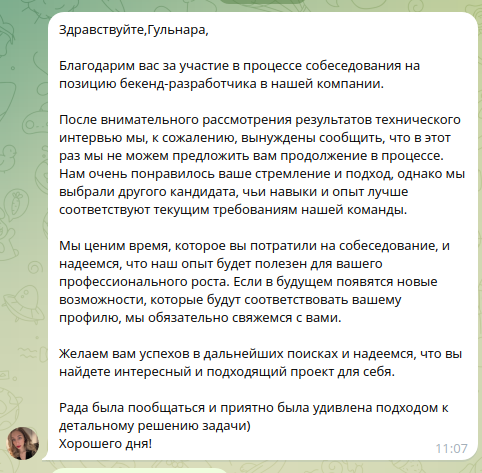 Здравствуйте,Гульнара,
Благодарим вас за участие в процессе собеседования на
позицию бекенд-разработчика в нашей компании.
После внимательного рассмотрения результатов технического
интервью мы, к сожалению, вынуждены сообщить, что в этот
раз мы не можем предложить вам продолжение в процессе.
Нам очень понравилось ваше стремление и подход, однако мы
выбрали другого кандидата, чьи навыки и опыт лучше
соответствуют текущим требованиям нашей команды.
Мы ценим время, которое вы потратили на собеседование, и
надеемся, что наш опыт будет полезен для вашего
профессионального роста. Если в будущем появятся новые
возможности, которые будут соответствовать вашему
профилю, мы обязательно свяжемся с вами.
Желаем вам успехов в дальнейших поисках и надеемся, что вы
найдете интересный и подходящий проект для себя.
Рада была пообщаться и приятно была удивлена подходом к
детальному решению задачи)
Хорошего дня!
11:07